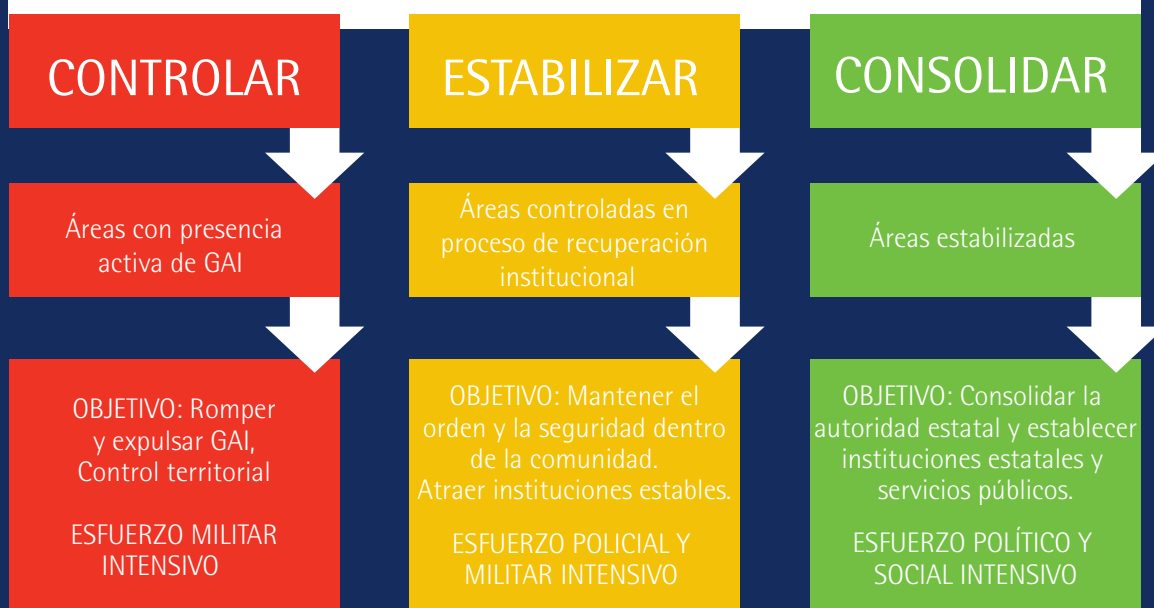 CONTROLAR
Áreas con presencia
activa de GAI
OBJETIVO: Romper
y expulsar GAI,
Control territorial
ESFUERZO MILITAR
INTENSIVO
ESTABILIZAR
Áreas controladas en
proceso de recuperación
institucional
OBJETIVO: Mantener el
orden y la seguridad dentro
de la comunidad.
Atraer instituciones estables.
ESFUERZO POLICIAL Y
MILITAR INTENSIVO
CONSOLIDAR
Áreas estabilizadas
OBJETIVO: Consolidar la
autoridad estatal y establecer
instituciones estatales y
servicios públicos.
ESFUERZO POLÍTICO Y
SOCIAL INTENSIVO